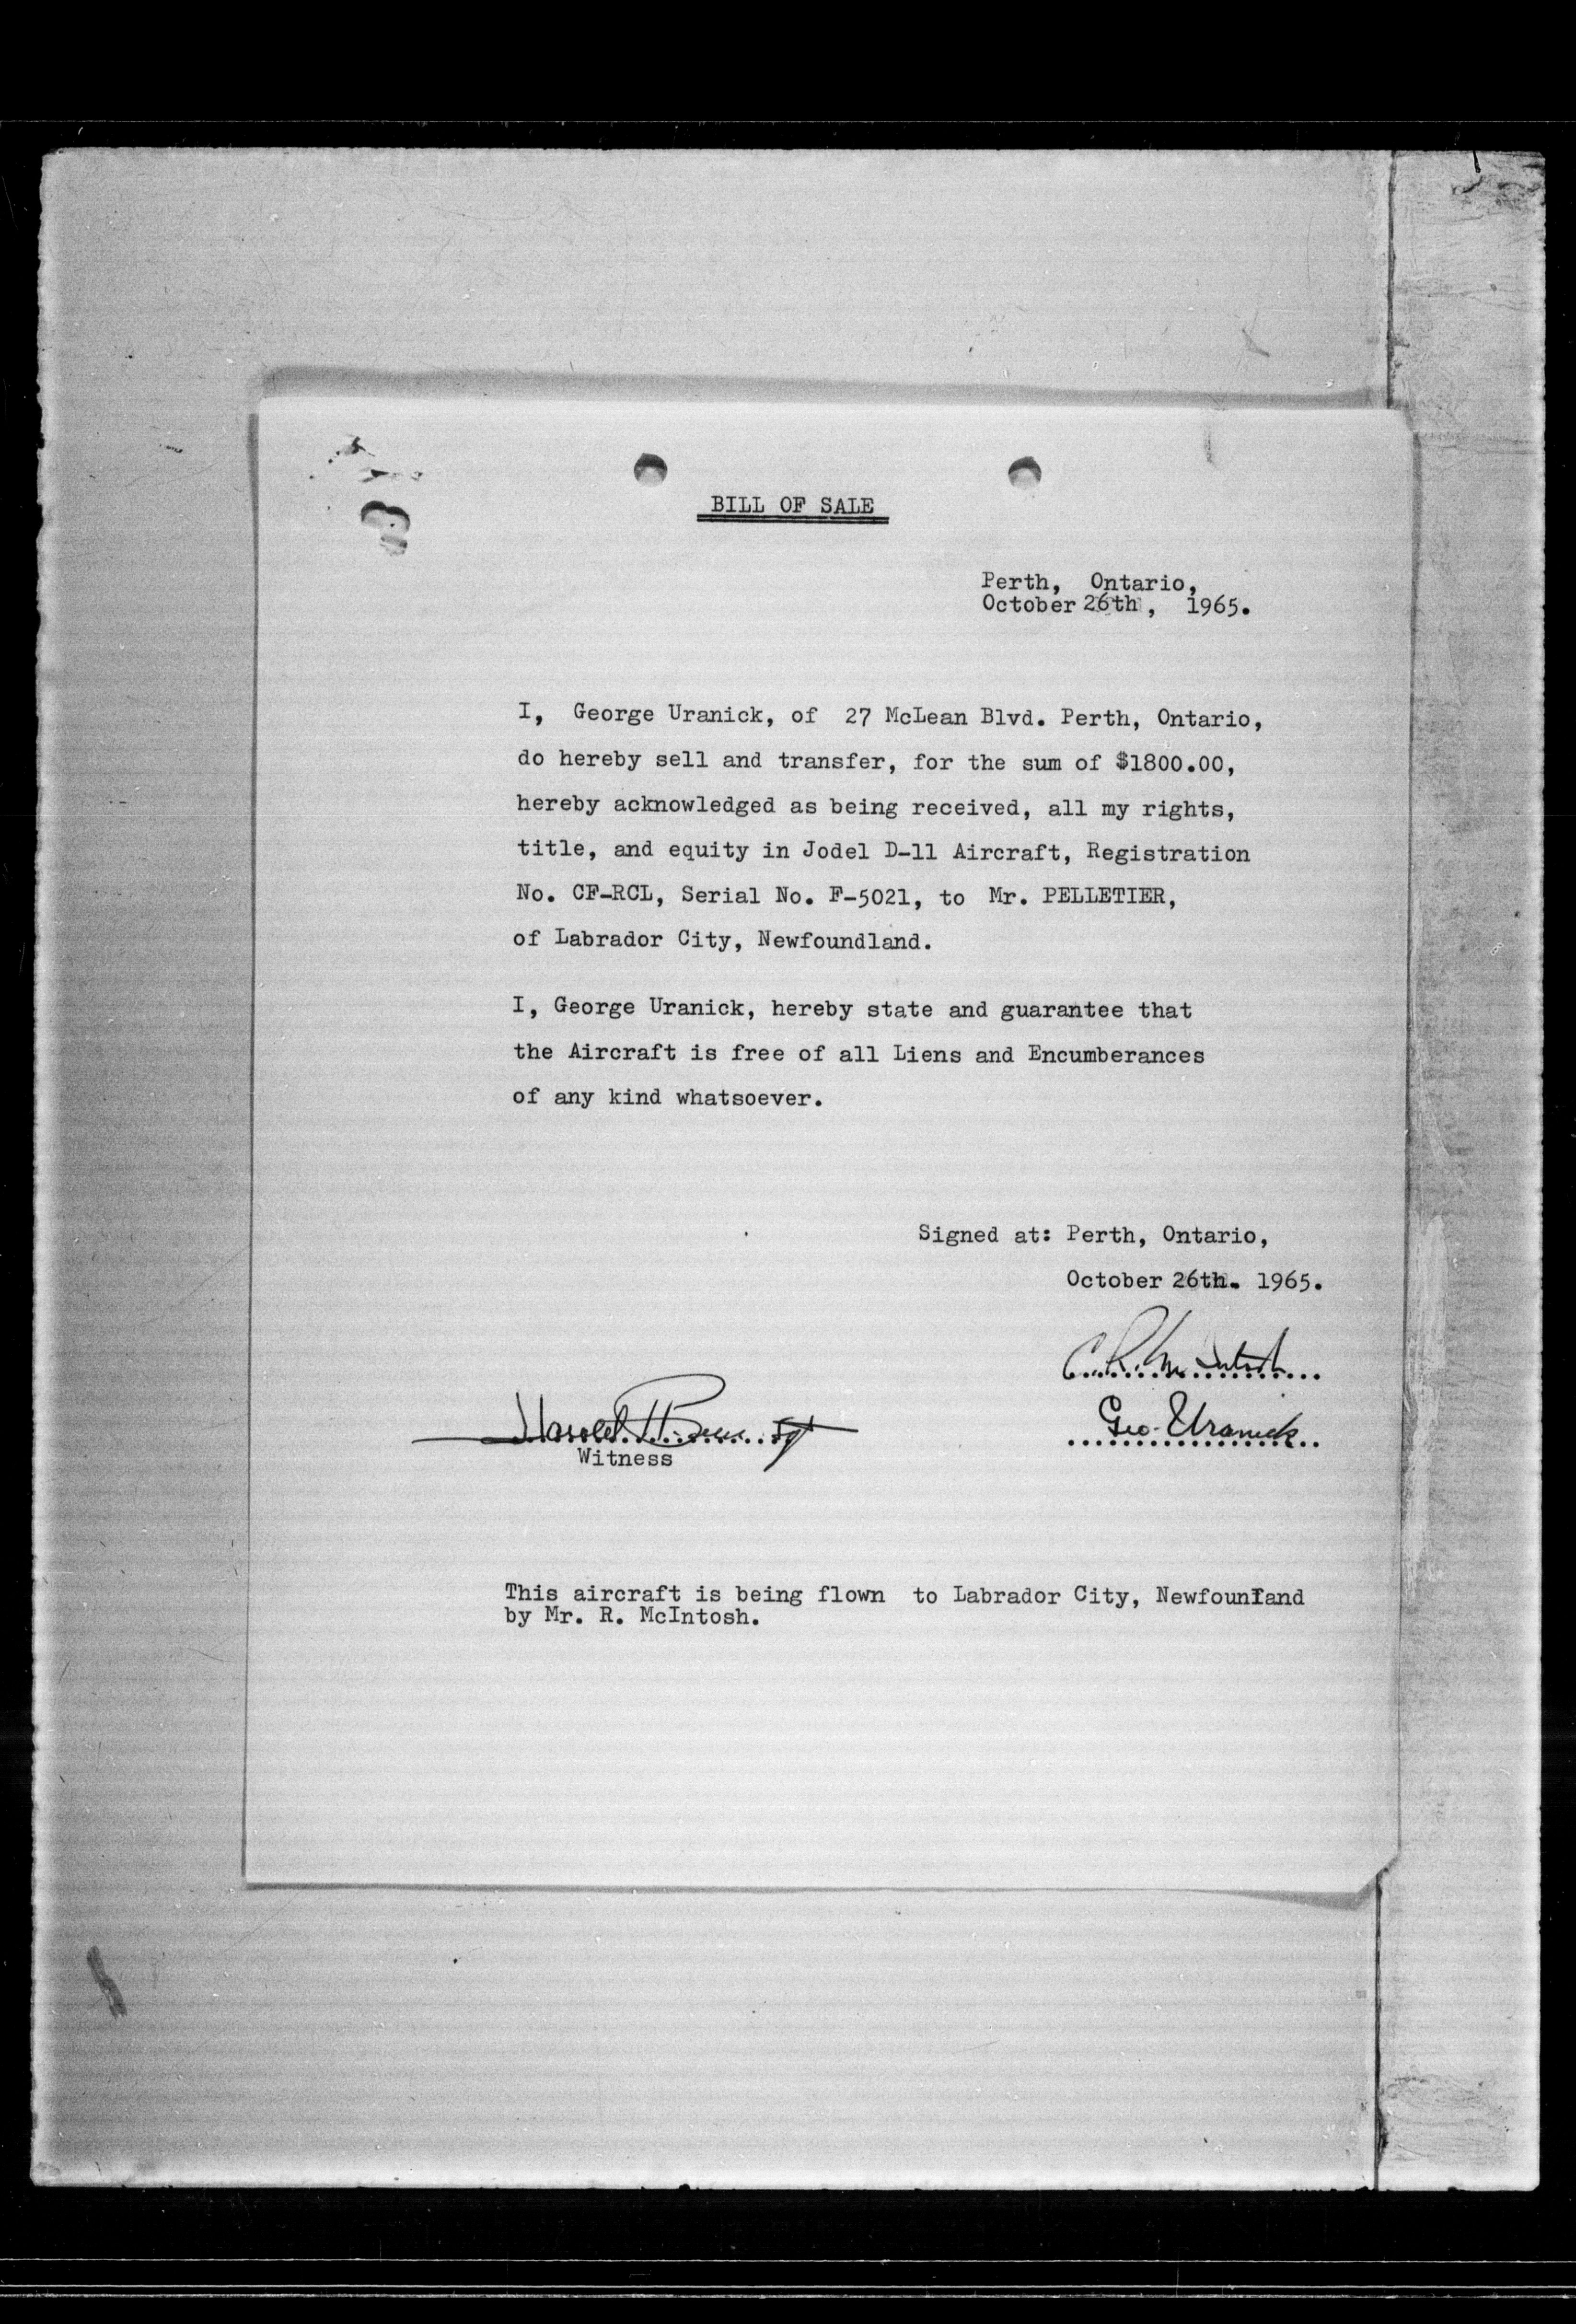 BILL OF SALE
Perth, Ontario,
October 26th, 1965.
I, George Uranick, of 27 McLean Blvd. Perth, Ontario,
do hereby sell and transfer, for the sum of $1800.00,
hereby acknowledged as being received, all my rights,
title, and equity in Jodel D-11 Aircraft, Registration
No. CF-RCL, Serial No. F-5021, to Mr. PELLETIER,
of Labrador City, Newfoundland.
I, George Uranick, hereby state and guarantee that
the Aircraft is free of all Liens and Encumberances
of any kind whatsoever.
Signed at: Perth, Ontario,
October 26th. 1965.
C.R. McIntosh
Harold
Geo. Uranick
Witness
This aircraft is being flown to Labrador City, Newfounland
by Mr. R. McIntosh.